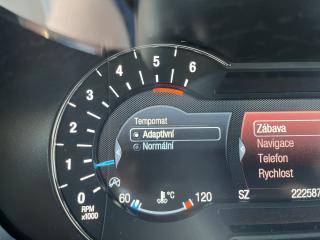 6
5
4
3
2
1
0
RPM
x1000
Tempomat
Adaptivní
Normální
60
°C
120
Zábava
Navigace
Telefon
Rychlost
SZ
222587